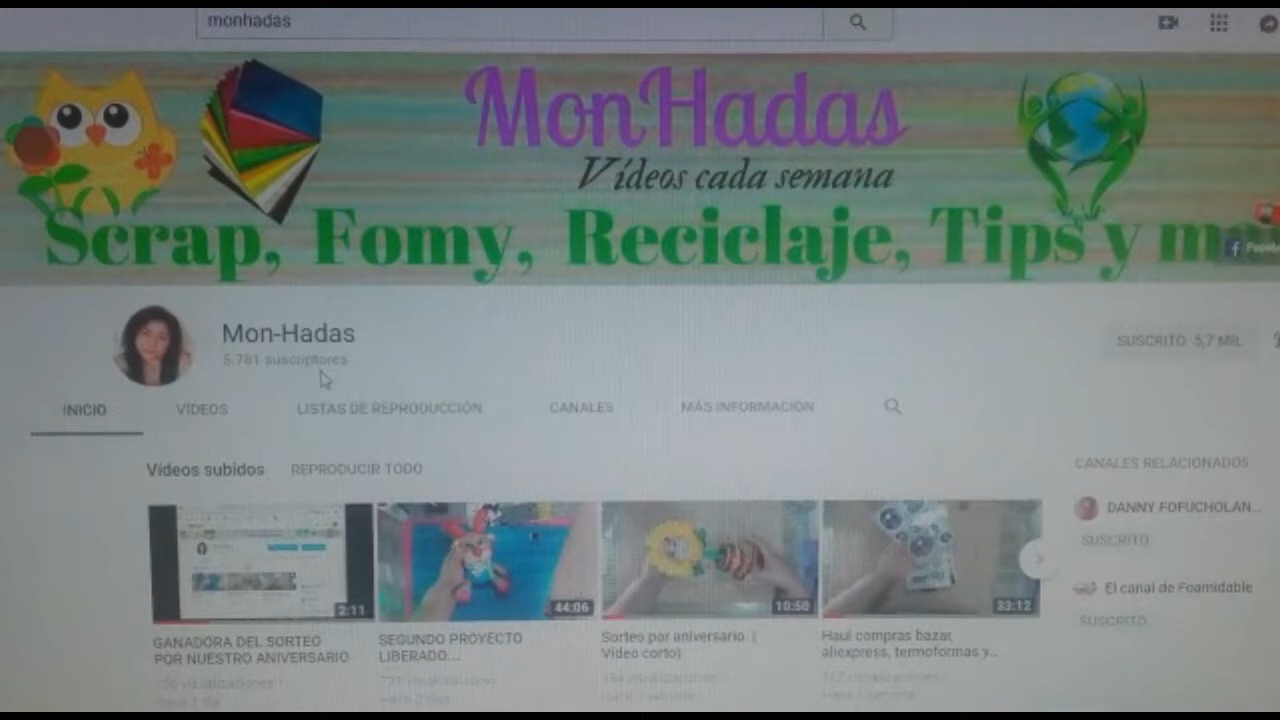 monhadas
MonHadas
Vídeos cada semana
Scrap, Fomy, Reciclaje, Tips y
Mon-Hadas
5.781 suscriptores
SUSCRITO 5,7 MIL
INICIO
VÍDEOS
LISTAS DE REPRODUCCIÓN
CANALES
MÁS INFORMACIÓN
Vídeos subidos
REPRODUCIR TODO
CANALES RELACIONADOS
DANNY FOFUCHOLAN...
SUSCRITO
El canal de Foamidable
SUSCRITO
2:11
44:06
10:50
33:12
GANADORA DEL SORTEO
POR NUESTRO ANIVERSARIO
SEGUNDO PROYECTO
LIBERADO...
Sorteo por aniversario (
Video corto)
Haul compras bazar,
aliexpress, termoformas y...